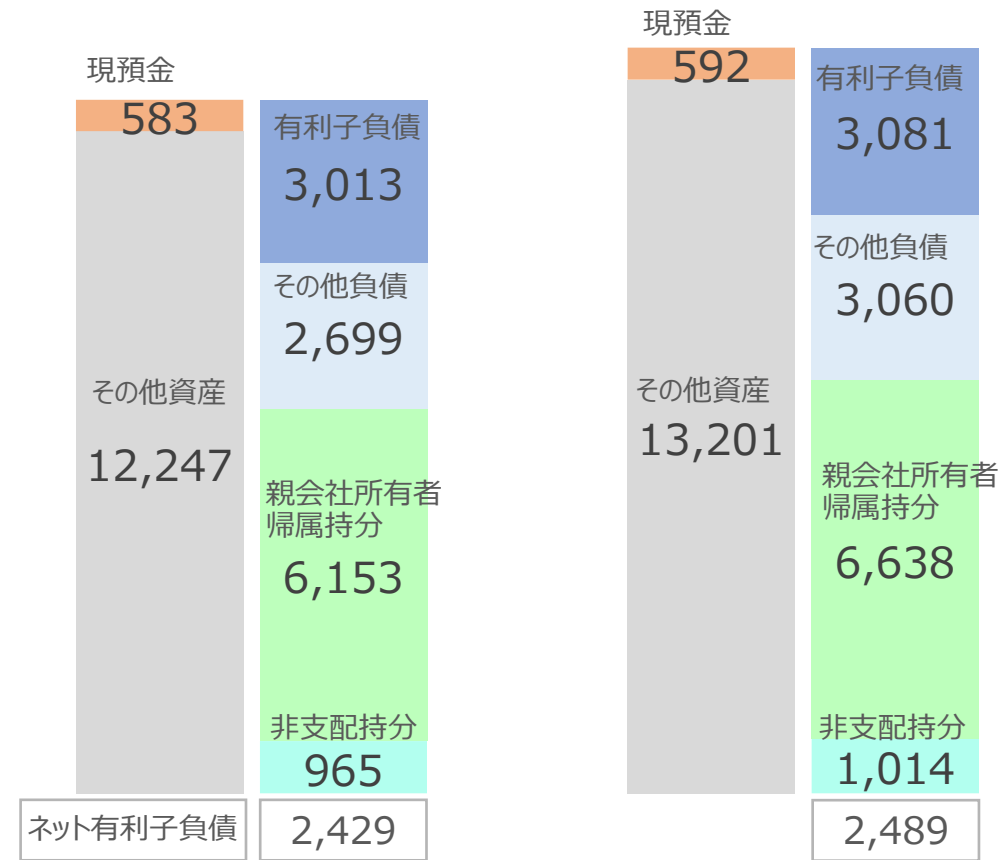 現預金
583
有利子負債
3,013
その他負債
2,699
その他資産
12,247
親会社所有者
帰属持分
6,153
非支配持分
965
ネット有利子負債
2,429
現預金
592
有利子負債
3,081
その他負債
3,060
その他資産
13,201
親会社所有者
帰属持分
6,638
非支配持分
1,014
2,489